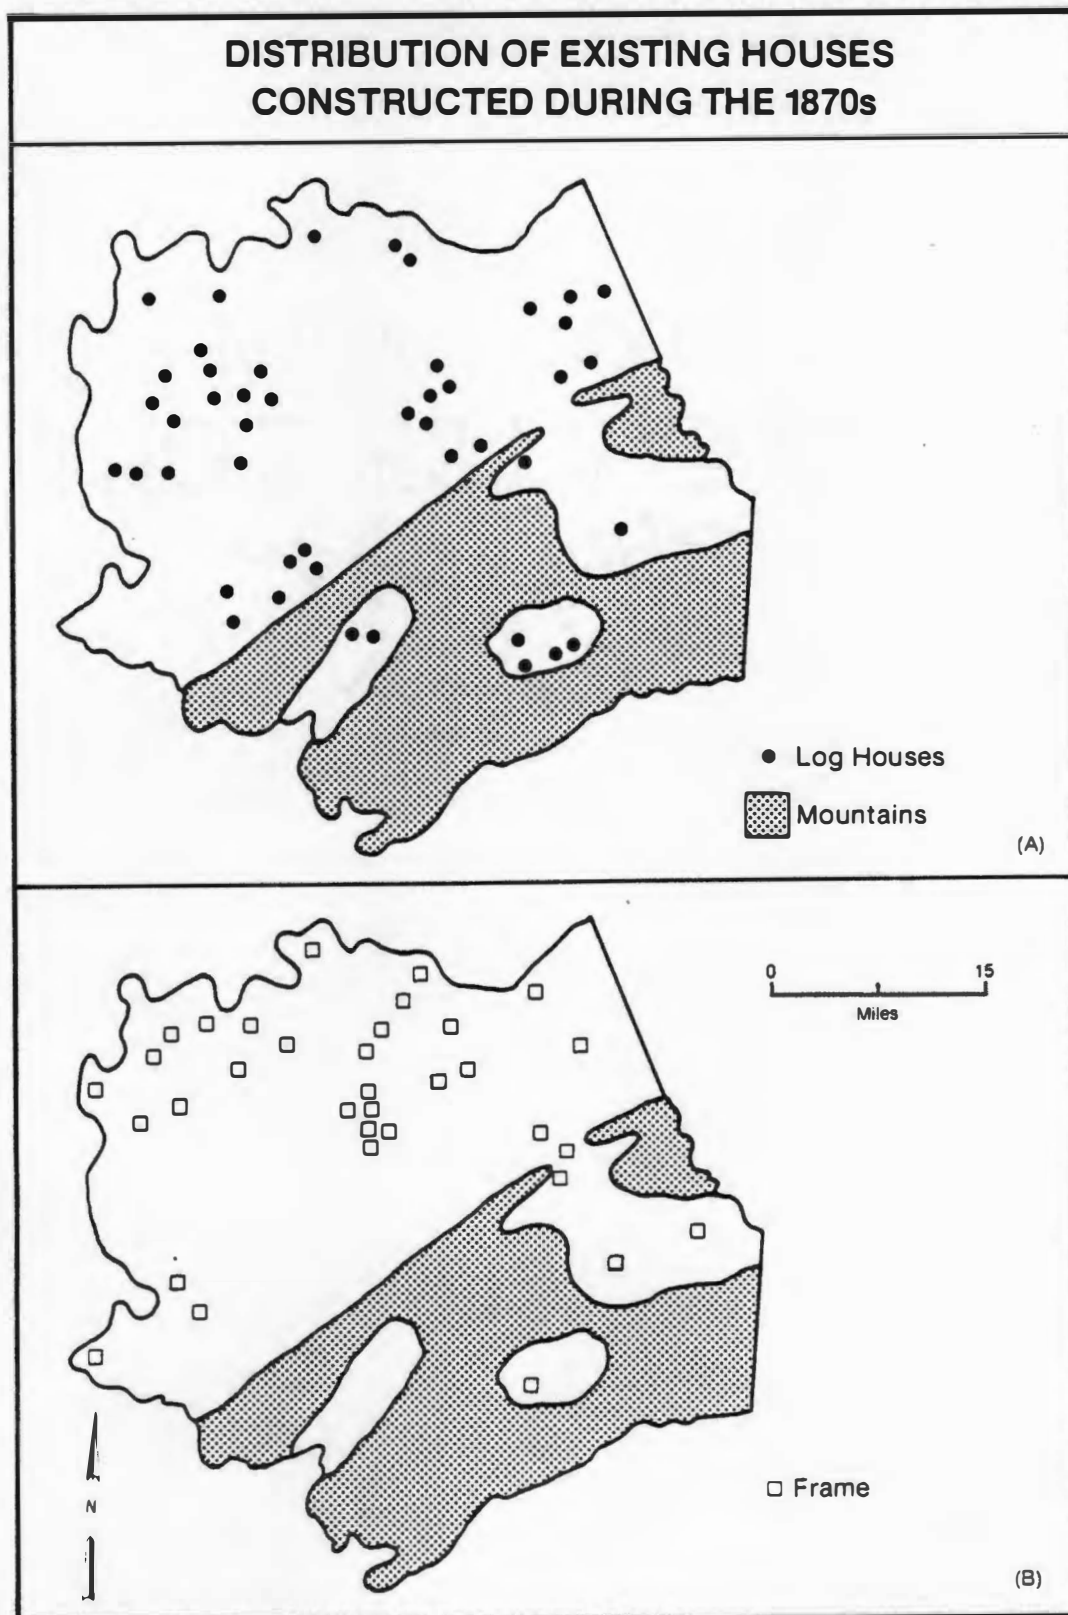 DISTRIBUTION OF EXISTING HOUSES
CONSTRUCTED DURING THE 1870s
Log Houses
Mountains
(A)
0 15
Miles
N
Frame
(B)